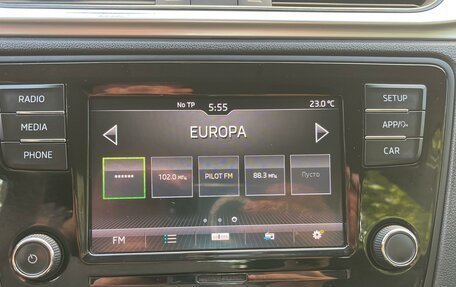 No TP 5:55 23.0 °C
RADIO
MEDIA
PHONE
SETUP
APP/
CAR
EUROPA
****** 102.0 МГЦ PILOT FM 88.3 МГЦ Пусто
FM